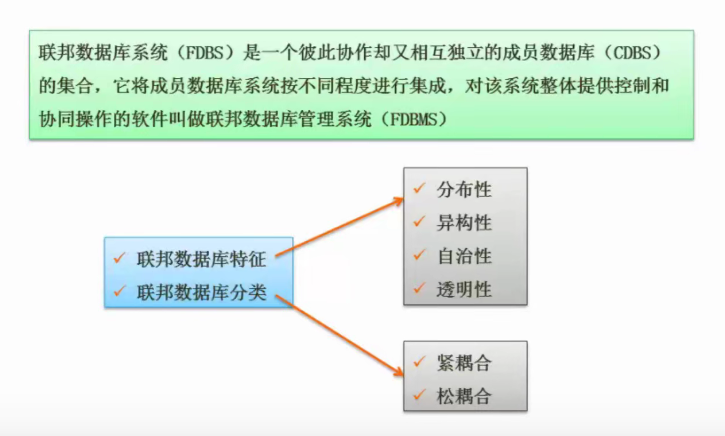 联邦数据库系统（FDBS）是一个彼此协作却又相互独立的成员数据库（CDBS）
的集合，它将成员数据库系统按不同程度进行集成，对该系统整体提供控制和
协同操作的软件叫做联邦数据库管理系统（FDBMS）
✓ 联邦数据库特征
✓ 联邦数据库分类
✓ 分布性
✓ 异构性
✓ 自治性
✓ 透明性
✓ 紧耦合
✓ 松耦合